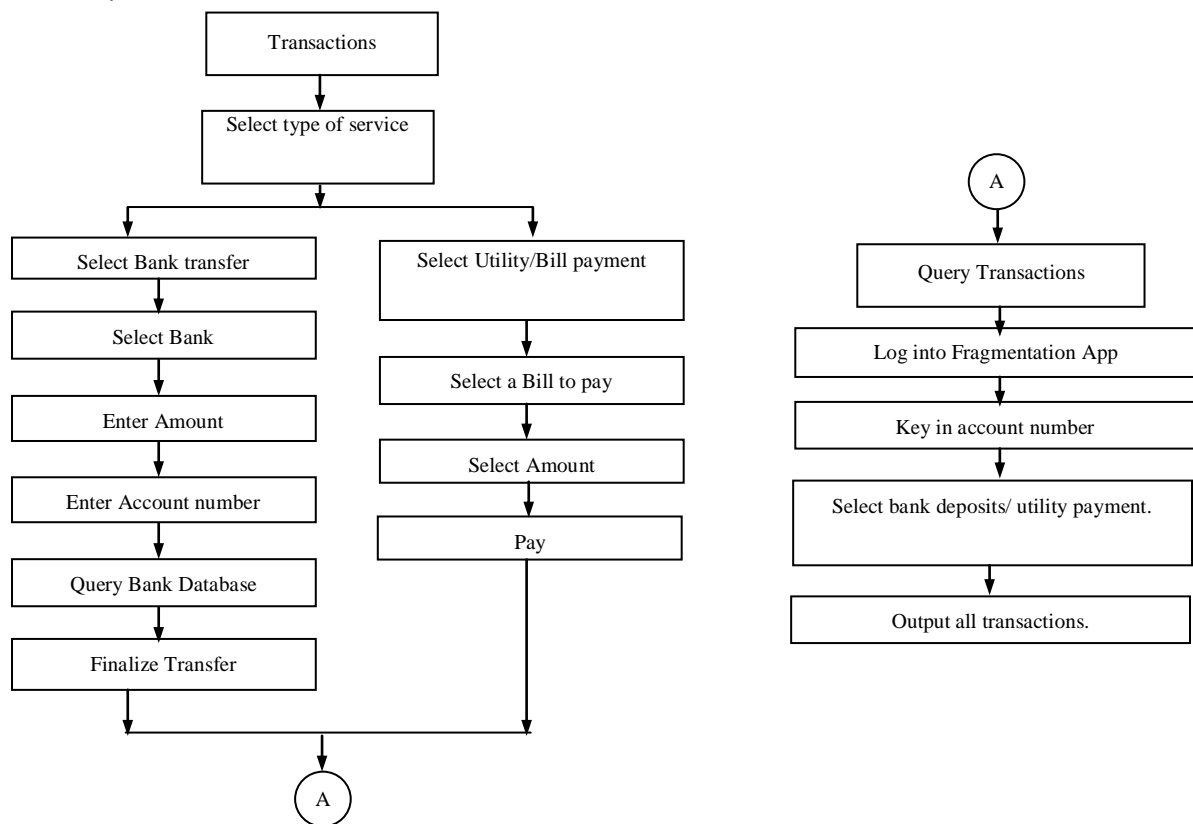 Transactions
Select type of service
Select Bank transfer
Select Bank
Enter Amount
Enter Account number
Query Bank Database
Finalize Transfer
Select Utility/Bill payment
Select a Bill to pay
Select Amount
Pay
A
A
Query Transactions
Log into Fragmentation App
Key in account number
Select bank deposits/ utility payment.
Output all transactions.